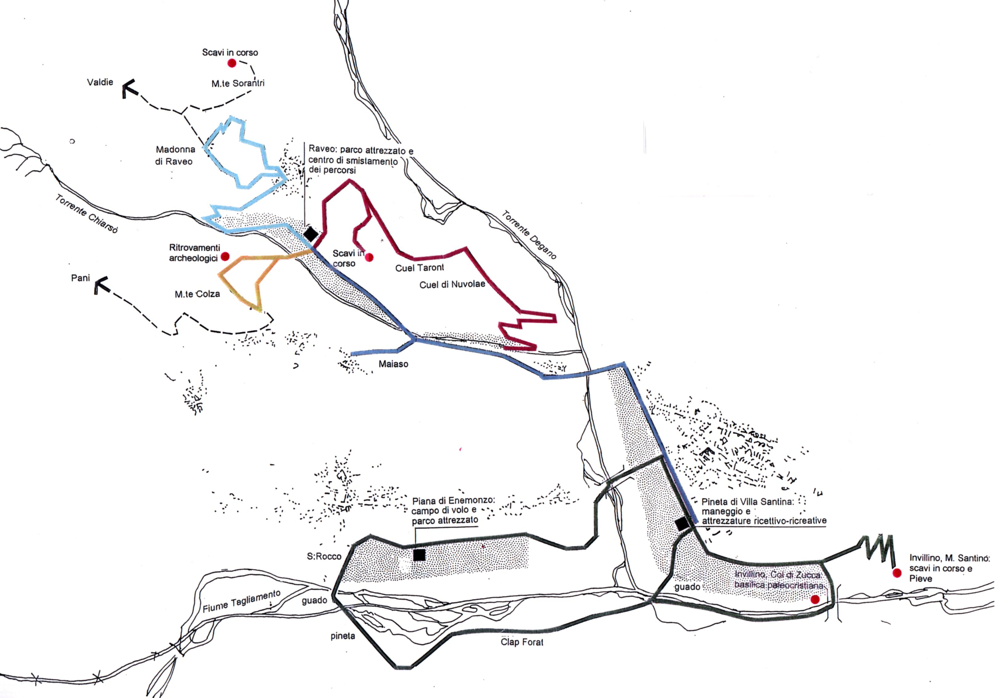 Scavi in corso
M.te Sorantri
Valdie
Madonna
di Raveo
Raveo: parco attrezzato e
centro di smistamento
dei percorsi
Torrente Chiarsò
Torrente Degano
Ritrovamenti
archeologici
Scavi in
corso
Cuel Taront
Cuel di Nuvolae
Pani
M.te Colza
Maiaso
Piana di Enemonzo:
campo di volo e
parco attrezzato
Pineta di Villa Santina:
maneggio e
attrezzature ricettivo-ricreative
S:Rocco
Invillino, M. Santino:
scavi in corso e
Pieve
Invillino, Col di Zucca:
basilica paleocristiana
guado
Fiume Tagliamento
guado
pineta
Clap Forat